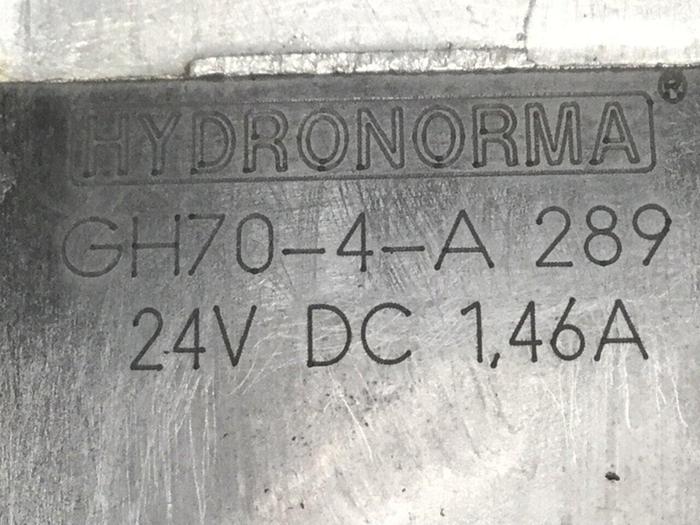 HYDRONORMA®
GH70-4-A 289
24V DC 1,46A